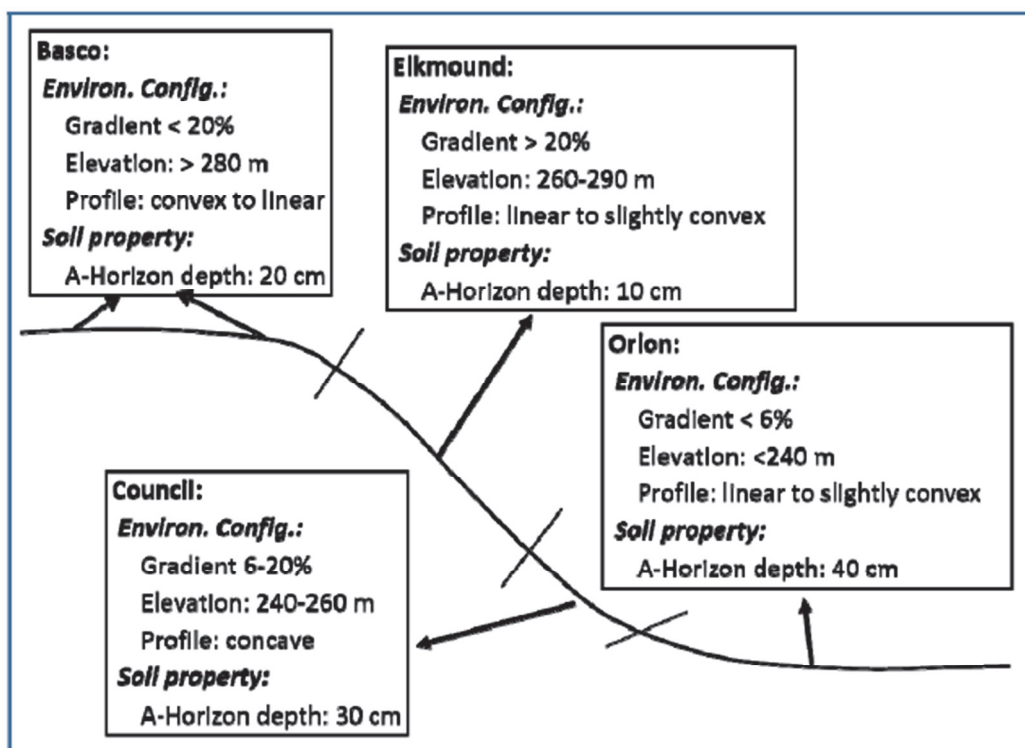 Basco:
Environ. Config.:
Gradient < 20%
Elevation: > 280 m
Profile: convex to linear
Soil property:
A-Horizon depth: 20 cm
Elkmound:
Environ. Config.:
Gradient > 20%
Elevation: 260-290 m
Profile: linear to slightly convex
Soil property:
A-Horizon depth: 10 cm
Orion:
Environ. Config.:
Gradient < 6%
Elevation: <240 m
Profile: linear to slightly convex
Soil property:
A-Horizon depth: 40 cm
Council:
Environ. Config.:
Gradient 6-20%
Elevation: 240-260 m
Profile: concave
Soil property:
A-Horizon depth: 30 cm